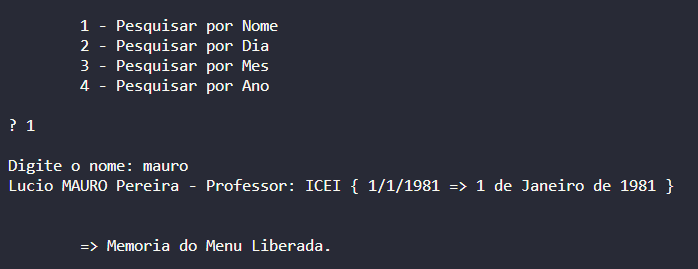 1 - Pesquisar por Nome
2 - Pesquisar por Dia
3 - Pesquisar por Mes
4 - Pesquisar por Ano
? 1
Digite o nome: mauro
Lucio MAURO Pereira - Professor: ICEI { 1/1/1981 => 1 de Janeiro de 1981 }
=> Memoria do Menu Liberada.